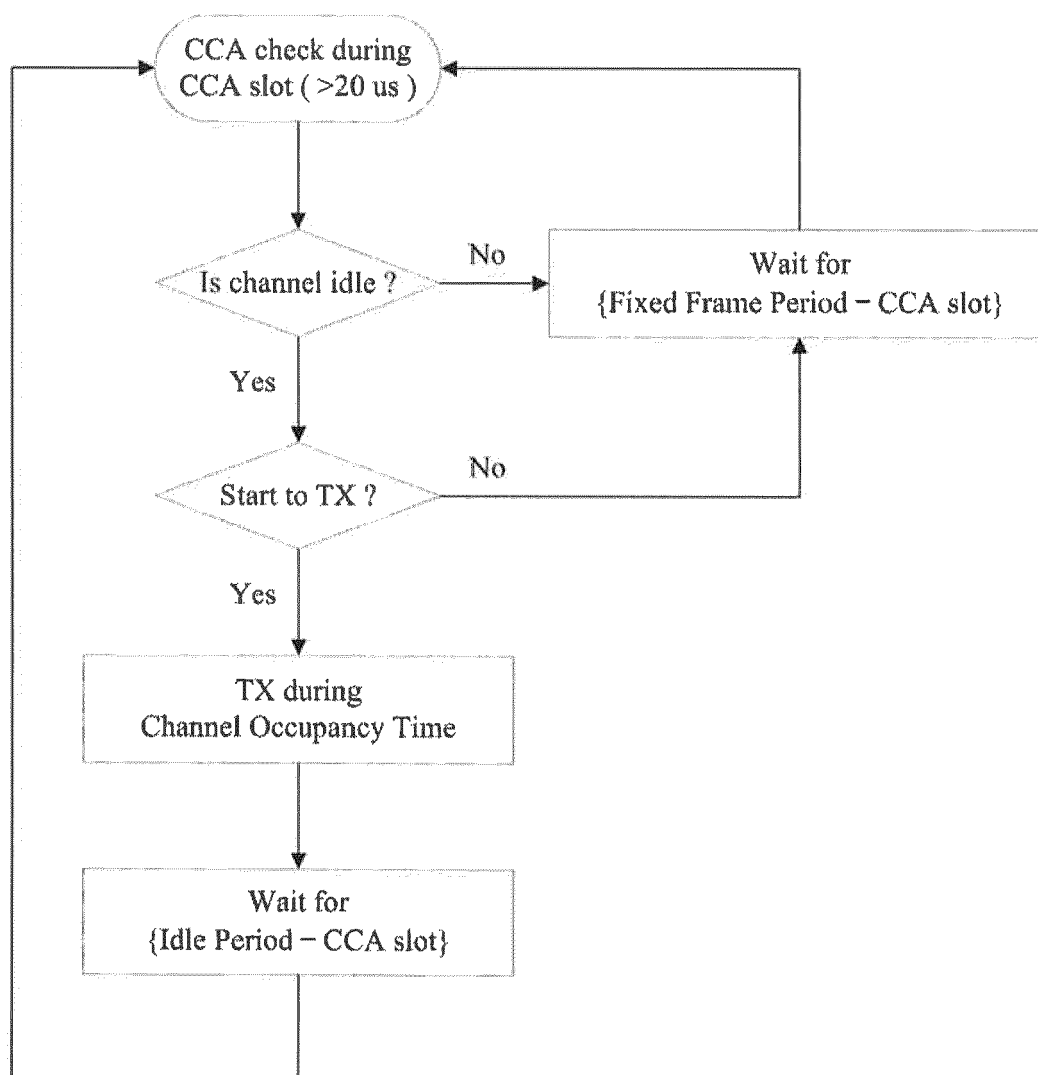 CCA check during
CCA slot ( >20 us )
Is channel idle ?
No
Wait for
{Fixed Frame Period − CCA slot}
Yes
Start to TX ?
No
Yes
TX during
Channel Occupancy Time
Wait for
{Idle Period − CCA slot}